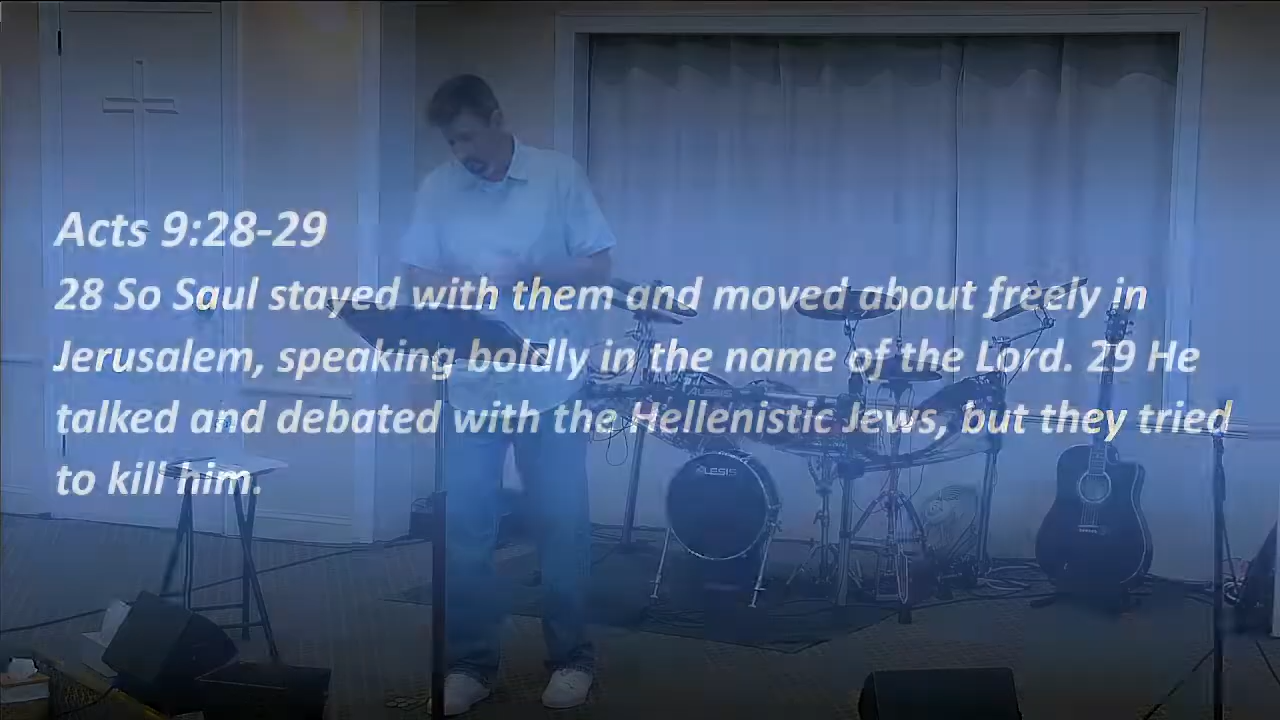 Acts 9:28-29
28 So Saul stayed with them and moved about freely in
Jerusalem, speaking boldly in the name of the Lord. 29 He
talked and debated with the Hellenistic Jews, but they tried
to kill him.
ALESIS